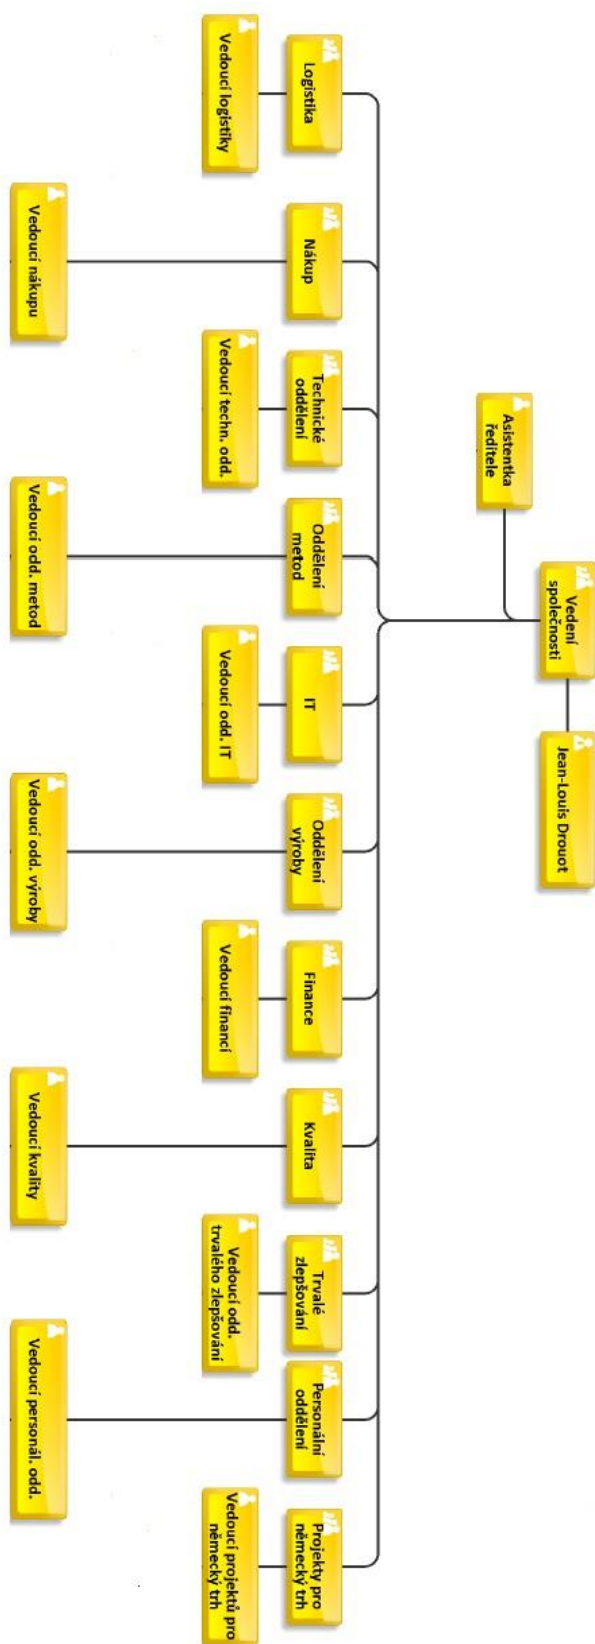 Vedení
společnosti
Jean-Louis Drouot
Asistentka
ředitele
Logistika
Nákup
Technické
oddělení
Oddělení
metod
IT
Oddělení
výroby
Finance
Kvalita
Trvalé
zlepšování
Personální
oddělení
Projekty pro
německý trh
Vedoucí logistiky
Vedoucí techn. odd.
Vedoucí odd. IT
Vedoucí financí
Vedoucí odd.
trvalého zlepšování
Vedoucí projektů pro
německý trh
Vedoucí nákupu
Vedoucí odd. metod
Vedoucí odd. výroby
Vedoucí kvality
Vedoucí personál. odd.